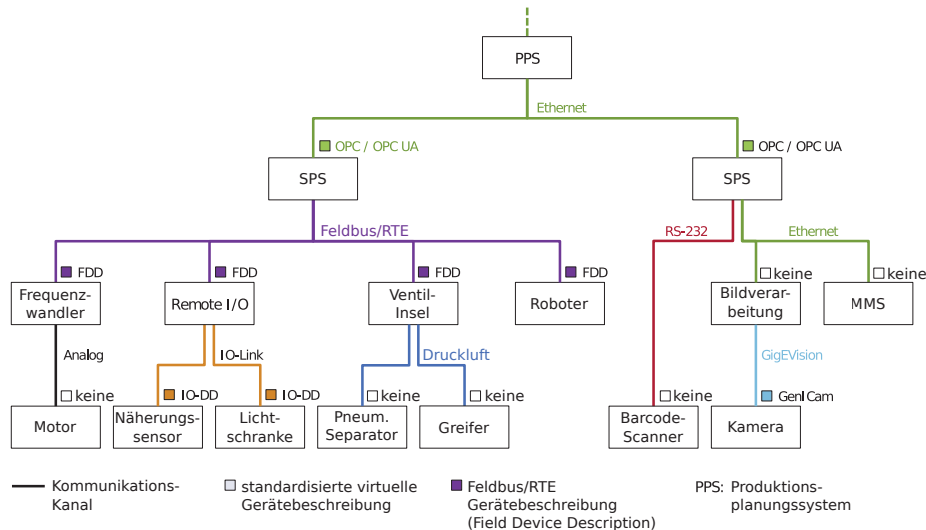 PPS
Ethernet
OPC / OPC UA
OPC / OPC UA
SPS
SPS
Feldbus/RTE
RS-232
Ethernet
FDD
FDD
FDD
FDD
keine
keine
Frequenz-
wandler
Remote I/O
Ventil-
Insel
Roboter
Bildverar-
beitung
MMS
Analog
IO-Link
Druckluft
GigEVision
keine
IO-DD
IO-DD
keine
keine
keine
GenICam
Motor
Näherungs-
sensor
Licht-
schranke
Pneum.
Separator
Greifer
Barcode-
Scanner
Kamera
Kommunikations-
Kanal
standardisierte virtuelle
Gerätebeschreibung
Feldbus/RTE
Gerätebeschreibung
(Field Device Description)
PPS: Produktions-
planungssystem